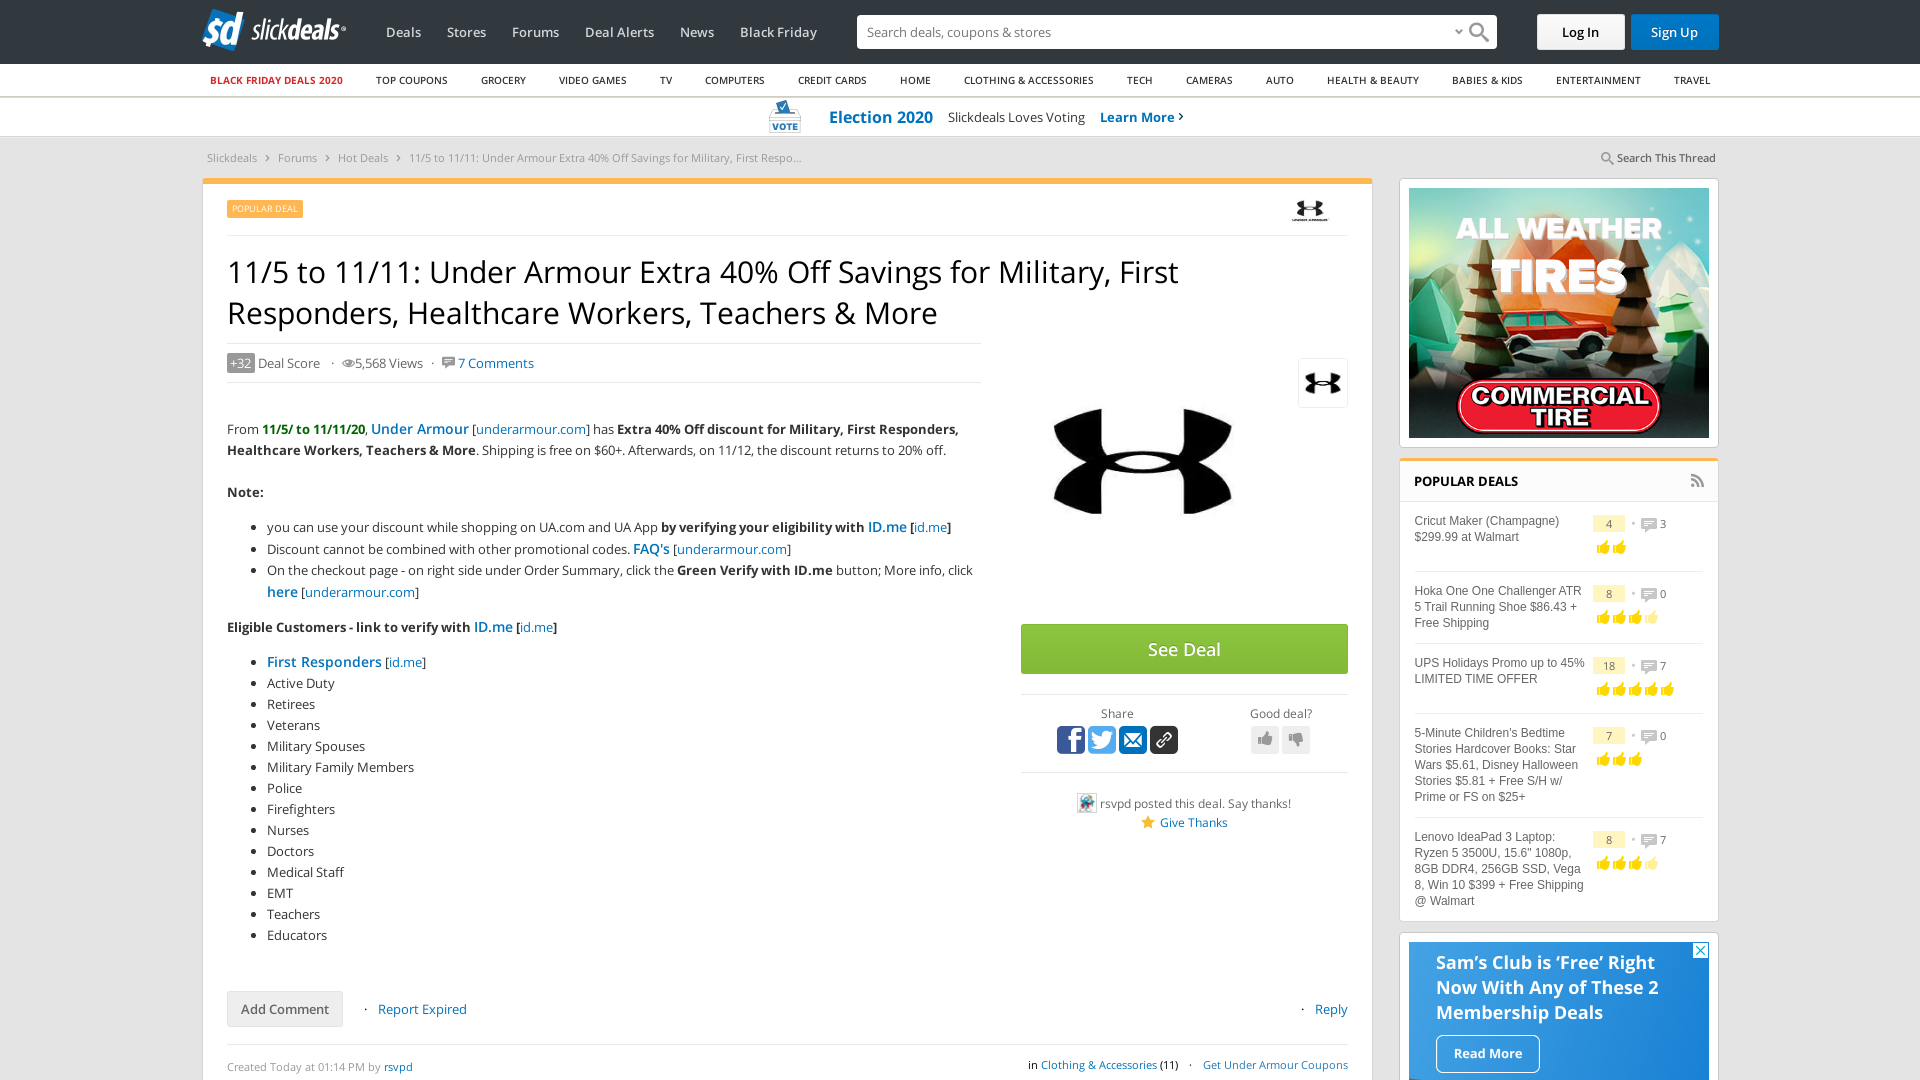 sd slickdeals
Deals Stores Forums Deal Alerts News Black Friday
Search deals, coupons & stores
Log In Sign Up
BLACK FRIDAY DEALS 2020 TOP COUPONS GROCERY VIDEO GAMES TV COMPUTERS CREDIT CARDS HOME CLOTHING & ACCESSORIES TECH CAMERAS AUTO HEALTH & BEAUTY BABIES & KIDS ENTERTAINMENT TRAVEL
VOTE Election 2020 Slickdeals Loves Voting Learn More
Slickdeals Forums Hot Deals 11/5 to 11/11: Under Armour Extra 40% Off Savings for Military, First Respo...
Search This Thread
POPULAR DEAL
UNDER ARMOUR
11/5 to 11/11: Under Armour Extra 40% Off Savings for Military, First
Responders, Healthcare Workers, Teachers & More
+32 Deal Score · 5,568 Views · 7 Comments
From 11/5/ to 11/11/20, Under Armour [underarmour.com] has Extra 40% Off discount for Military, First Responders,
Healthcare Workers, Teachers & More. Shipping is free on $60+. Afterwards, on 11/12, the discount returns to 20% off.
Note:
you can use your discount while shopping on UA.com and UA App by verifying your eligibility with ID.me [id.me]
Discount cannot be combined with other promotional codes. FAQ's [underarmour.com]
On the checkout page - on right side under Order Summary, click the Green Verify with ID.me button; More info, click
here [underarmour.com]
Eligible Customers - link to verify with ID.me [id.me]
First Responders [id.me]
Active Duty
Retirees
Veterans
Military Spouses
Military Family Members
Police
Firefighters
Nurses
Doctors
Medical Staff
EMT
Teachers
Educators
See Deal
Share Good deal?
rsvpd posted this deal. Say thanks!
Give Thanks
Add Comment · Report Expired
· Reply
Created Today at 01:14 PM by rsvpd
in Clothing & Accessories (11) · Get Under Armour Coupons
ALL WEATHER
TIRES
COMMERCIAL
TIRE
POPULAR DEALS
Cricut Maker (Champagne)
$299.99 at Walmart
4 · 3
Hoka One One Challenger ATR
5 Trail Running Shoe $86.43 +
Free Shipping
8 · 0
UPS Holidays Promo up to 45%
LIMITED TIME OFFER
18 · 7
5-Minute Children's Bedtime
Stories Hardcover Books: Star
Wars $5.61, Disney Halloween
Stories $5.81 + Free S/H w/
Prime or FS on $25+
7 · 0
Lenovo IdeaPad 3 Laptop:
Ryzen 5 3500U, 15.6" 1080p,
8GB DDR4, 256GB SSD, Vega
8, Win 10 $399 + Free Shipping
@ Walmart
8 · 7
Sam's Club is 'Free' Right
Now With Any of These 2
Membership Deals
Read More